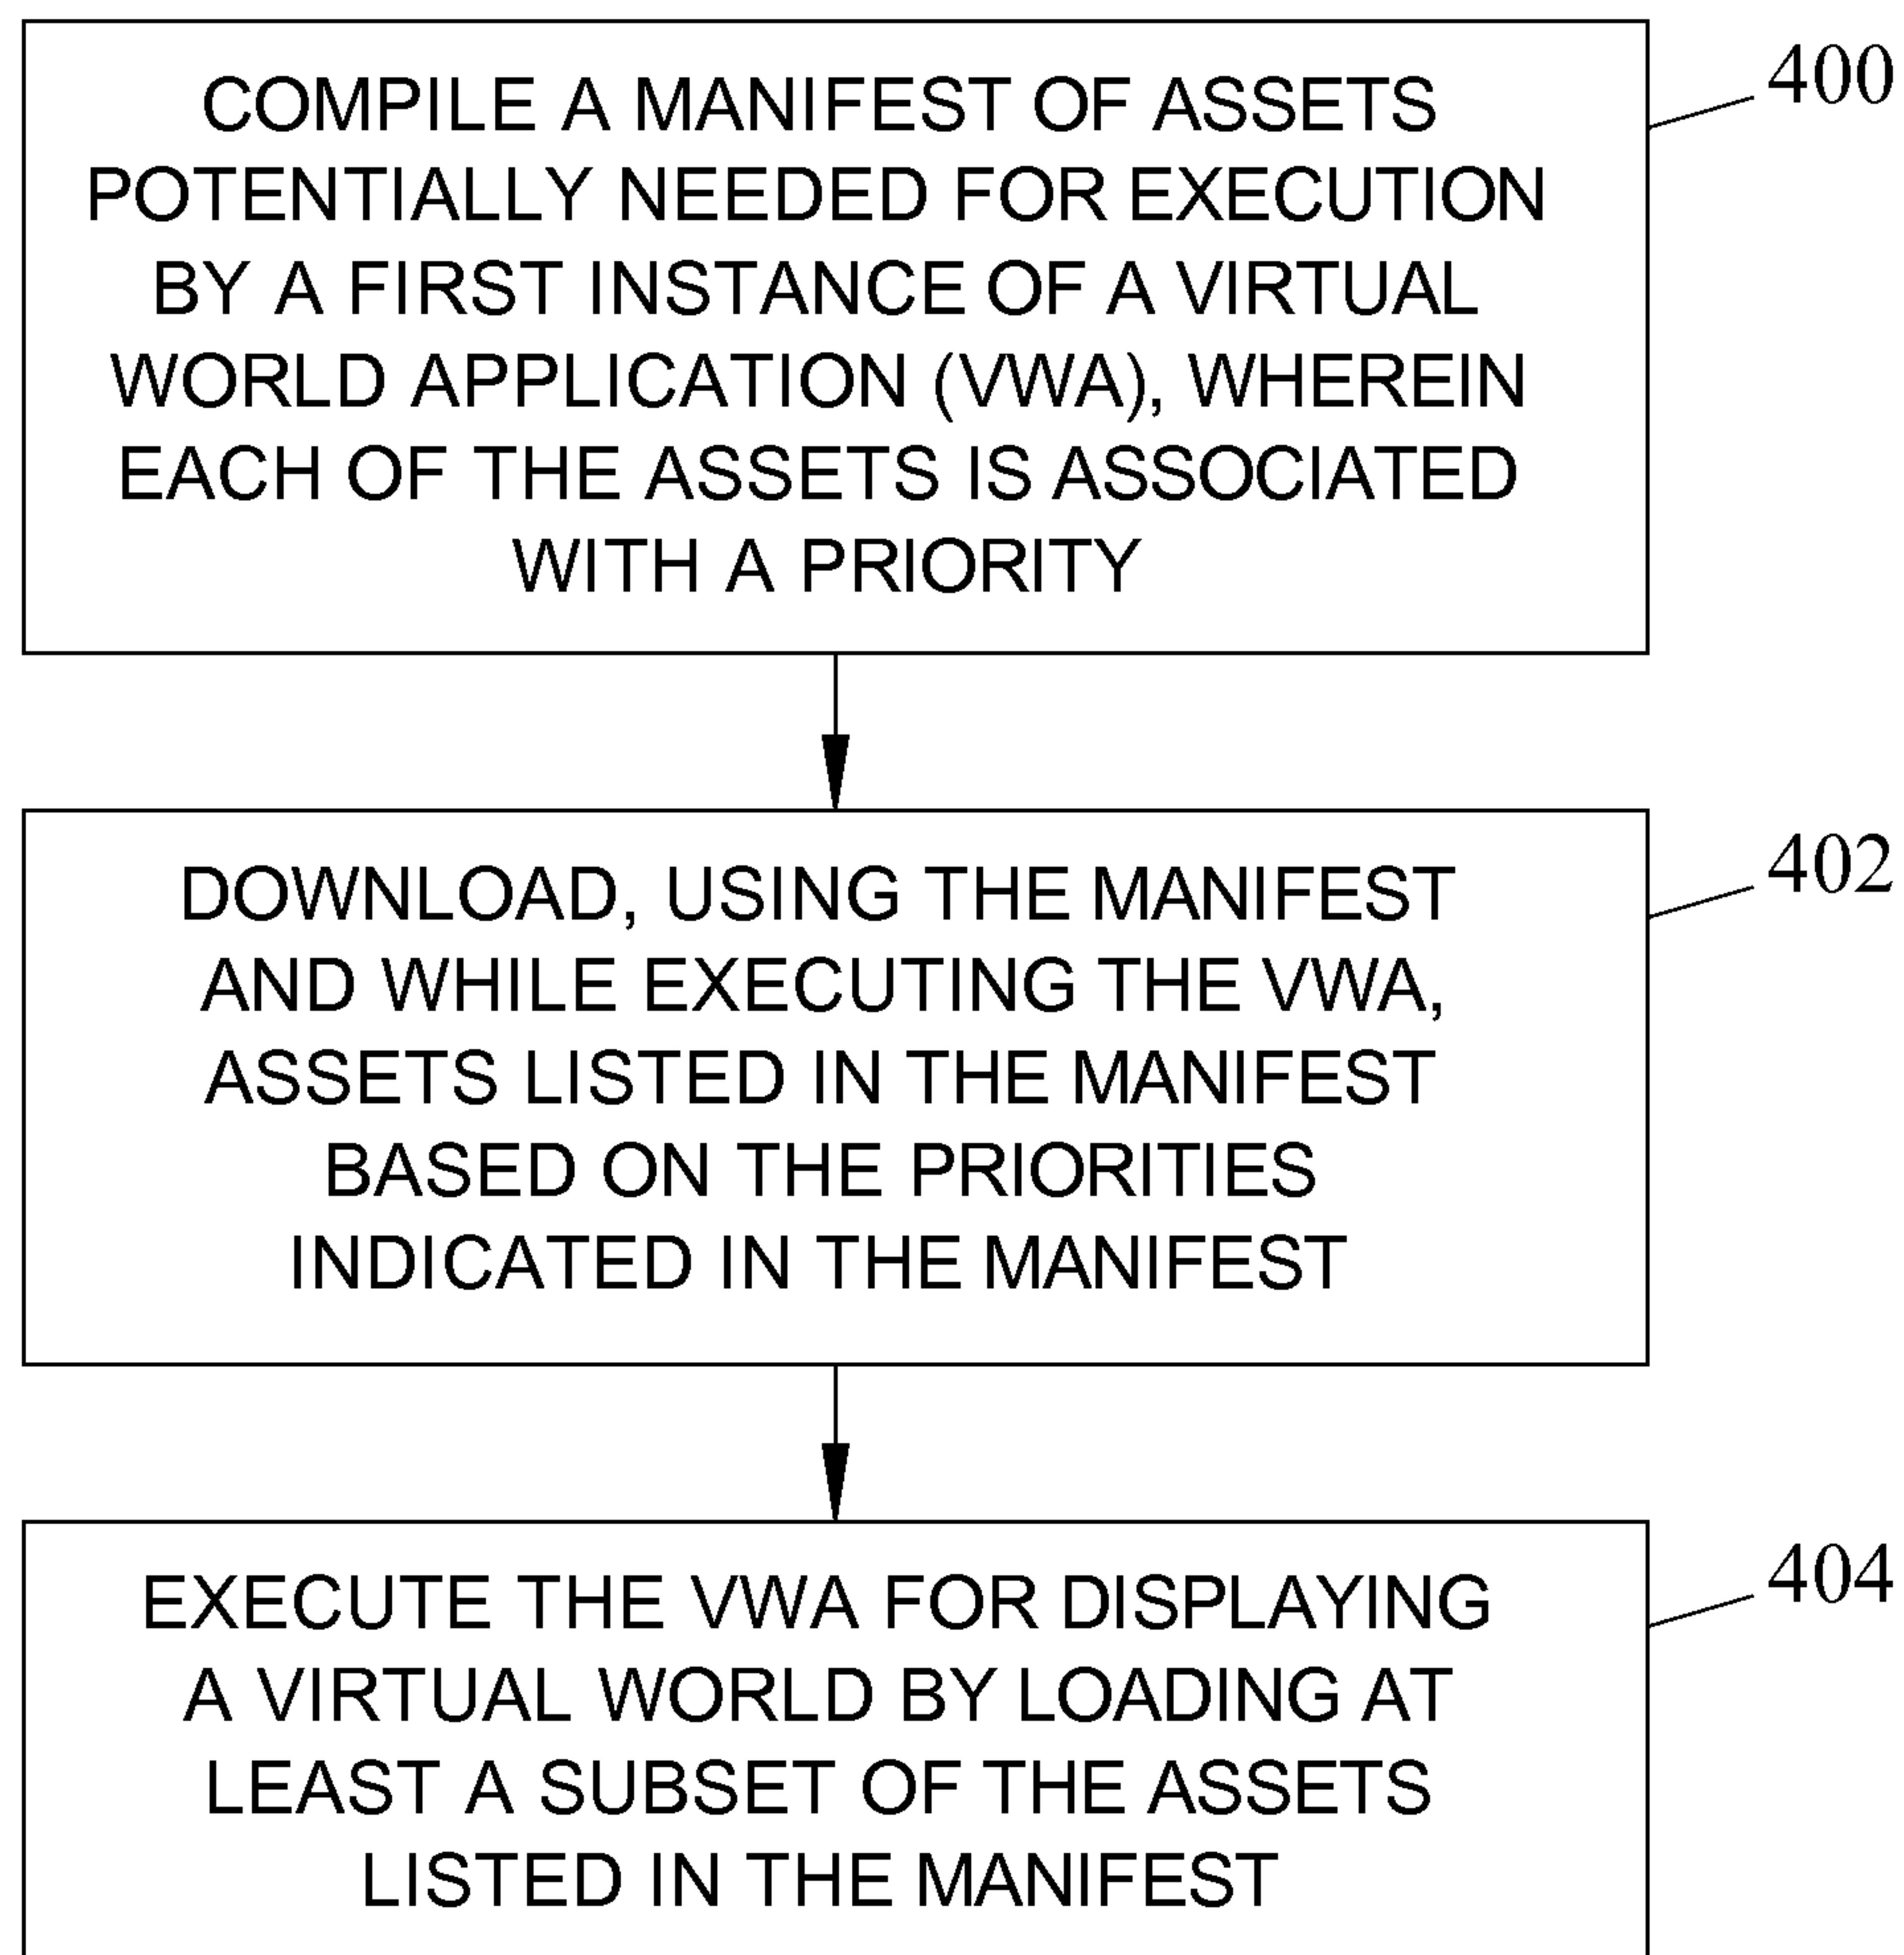 COMPILE A MANIFEST OF ASSETS
POTENTIALLY NEEDED FOR EXECUTION
BY A FIRST INSTANCE OF A VIRTUAL
WORLD APPLICATION (VWA), WHEREIN
EACH OF THE ASSETS IS ASSOCIATED
WITH A PRIORITY
400
DOWNLOAD, USING THE MANIFEST
AND WHILE EXECUTING THE VWA,
ASSETS LISTED IN THE MANIFEST
BASED ON THE PRIORITIES
INDICATED IN THE MANIFEST
402
EXECUTE THE VWA FOR DISPLAYING
A VIRTUAL WORLD BY LOADING AT
LEAST A SUBSET OF THE ASSETS
LISTED IN THE MANIFEST
404